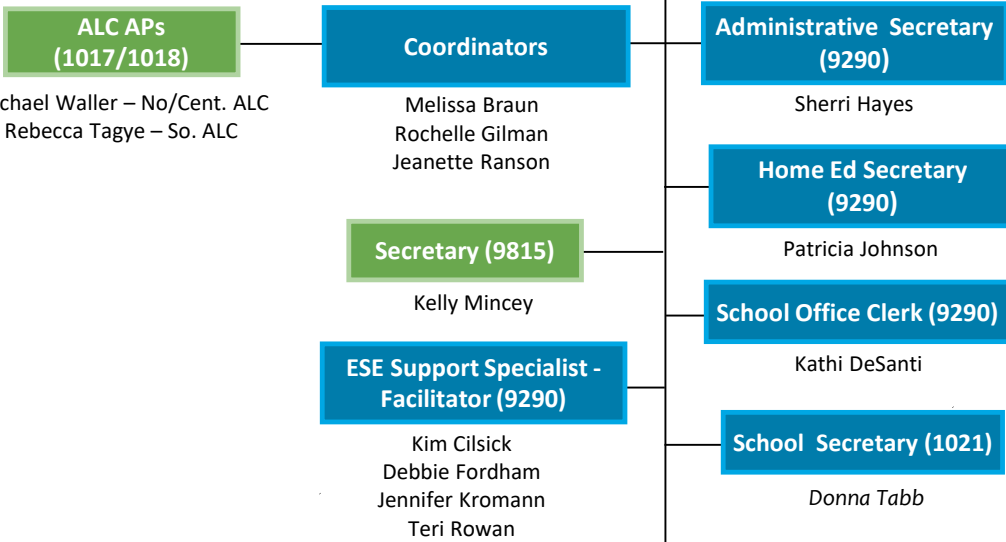 ALC APs
(1017/1018)
chael Waller – No/Cent. ALC
Rebecca Tagye – So. ALC
Coordinators
Melissa Braun
Rochelle Gilman
Jeanette Ranson
Secretary (9815)
Kelly Mincey
ESE Support Specialist -
Facilitator (9290)
Kim Cilsick
Debbie Fordham
Jennifer Kromann
Teri Rowan
Administrative Secretary
(9290)
Sherri Hayes
Home Ed Secretary
(9290)
Patricia Johnson
School Office Clerk (9290)
Kathi DeSanti
School Secretary (1021)
Donna Tabb